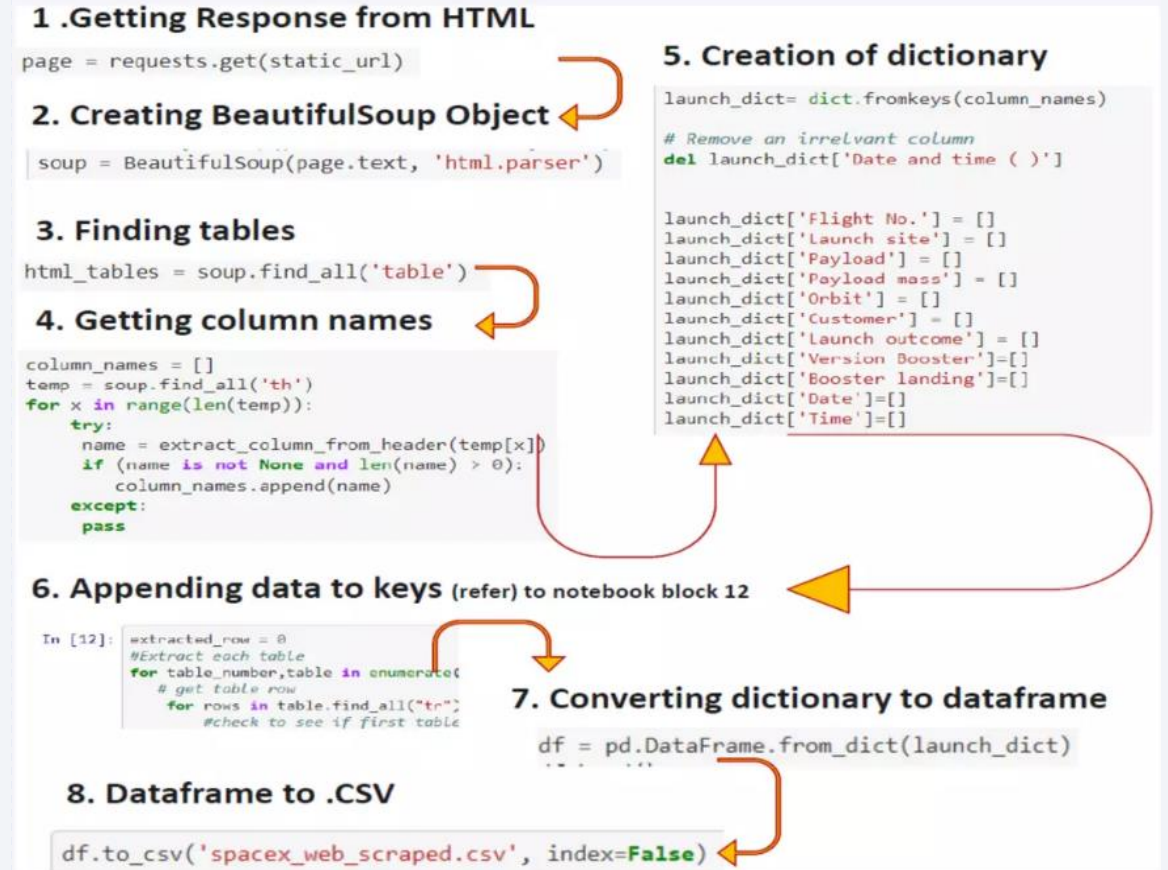 1 .Getting Response from HTML
page = requests.get(static_url)
2. Creating BeautifulSoup Object
soup = BeautifulSoup(page.text, 'html.parser')
3. Finding tables
html_tables = soup.find_all('table')
4. Getting column names
column_names = []
temp = soup.find_all('th')
for x in range(len(temp)):
try:
name = extract_column_from_header(temp[x])
if (name is not None and len(name) > 0):
column_names.append(name)
except:
pass
5. Creation of dictionary
launch_dict= dict.fromkeys(column_names)
# Remove an irrelvant column
del launch_dict['Date and time ( )']
launch_dict['Flight No.'] = []
launch_dict['Launch site'] = []
launch_dict['Payload'] = []
launch_dict['Payload mass'] = []
launch_dict['Orbit'] = []
launch_dict['Customer'] = []
launch_dict['Launch outcome'] = []
launch_dict['Version Booster']=[]
launch_dict['Booster landing']=[]
launch_dict['Date']=[]
launch_dict['Time']=[]
6. Appending data to keys (refer) to notebook block 12
In [12]: extracted_row = 0
#Extract each table
for table_number,table in enumerate(
# get table row
for rows in table.find_all("tr")
#check to see if first table
7. Converting dictionary to dataframe
df = pd.DataFrame.from_dict(launch_dict)
8. Dataframe to .CSV
df.to_csv('spacex_web_scraped.csv', index=False)